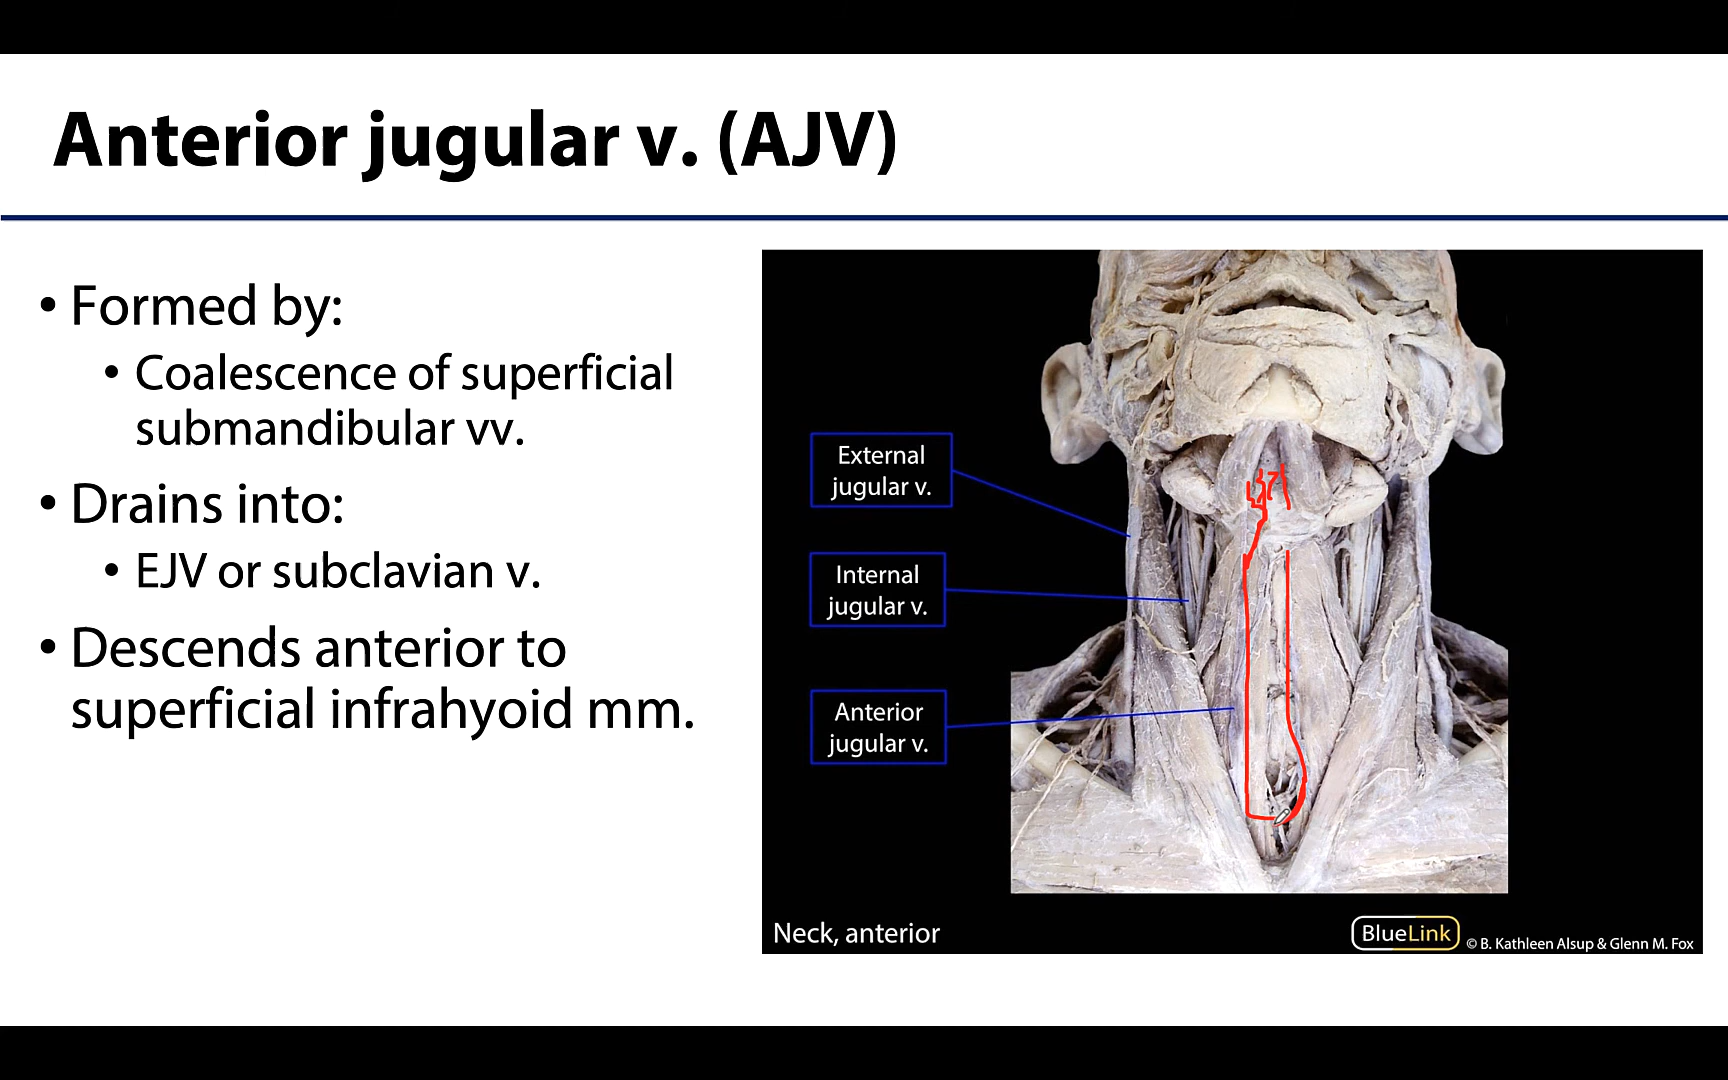 Anterior jugular v. (AJV)
• Formed by:
• Coalescence of superficial
submandibular vv.
• Drains into:
• EJV or subclavian v.
• Descends anterior to
superficial infrahyoid mm.
External
jugular v.
Internal
jugular v.
Anterior
jugular v.
Neck, anterior
BlueLink
© B. Kathleen Alsup & Glenn M. Fox